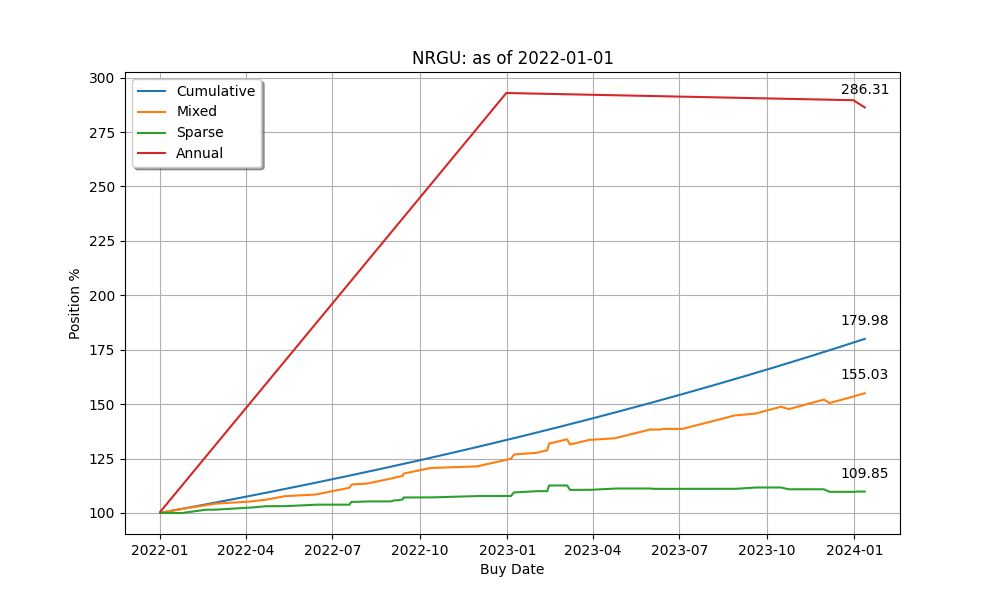 NRGU: as of 2022-01-01
Cumulative
Mixed
Sparse
Annual
286.31
179.98
155.03
109.85
300
275
250
225
200
175
150
125
100
Position %
2022-01 2022-04 2022-07 2022-10 2023-01 2023-04 2023-07 2023-10 2024-01
Buy Date